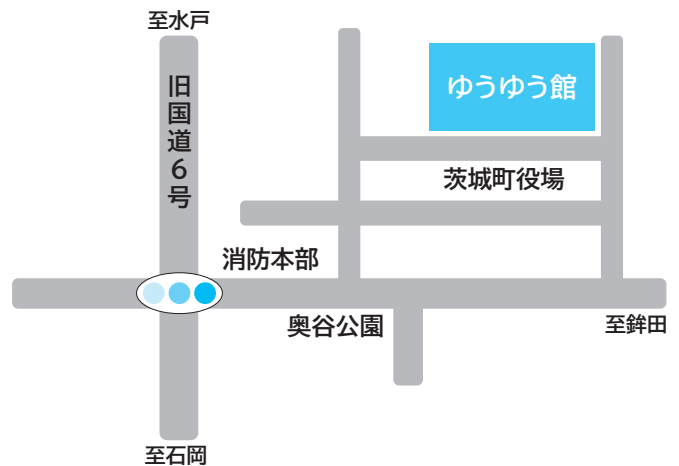 至水戸
旧国道6号
ゆうゆう館
茨城町役場
消防本部
奥谷公園
至鉾田
至石岡